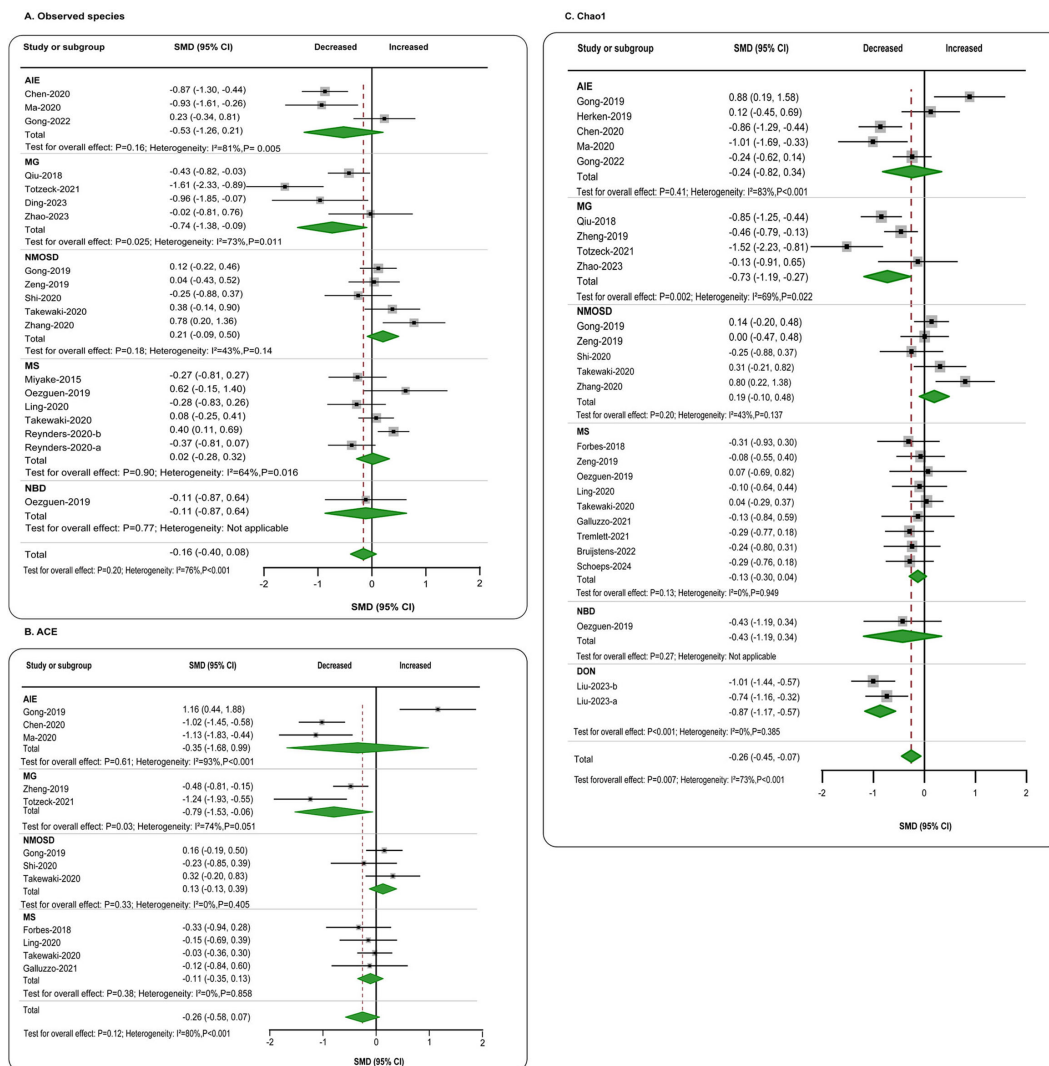 A. Observed species
Study or subgroup SMD (95% CI) Decreased Increased
AIE
Chen-2020 -0.87 (-1.30, -0.44)
Ma-2020 -0.93 (-1.61, -0.26)
Gong-2022 0.23 (-0.34, 0.81)
Total -0.53 (-1.26, 0.21)
Test for overall effect: P=0.16; Heterogeneity: I²=81%,P= 0.005
MG
Qiu-2018 -0.43 (-0.82, -0.03)
Totzeck-2021 -1.61 (-2.33, -0.89)
Ding-2023 -0.96 (-1.85, -0.07)
Zhao-2023 -0.02 (-0.81, 0.76)
Total -0.74 (-1.38, -0.09)
Test for overall effect: P=0.025; Heterogeneity: I²=73%,P=0.011
NMOSD
Gong-2019 0.12 (-0.22, 0.46)
Zeng-2019 0.04 (-0.43, 0.52)
Shi-2020 -0.25 (-0.88, 0.37)
Takewaki-2020 0.38 (-0.14, 0.90)
Zhang-2020 0.78 (0.20, 1.36)
Total 0.21 (-0.09, 0.50)
Test for overall effect: P=0.18; Heterogeneity: I²=43%,P=0.14
MS
Miyake-2015 -0.27 (-0.81, 0.27)
Oezguen-2019 0.62 (-0.15, 1.40)
Ling-2020 -0.28 (-0.83, 0.26)
Takewaki-2020 0.08 (-0.25, 0.41)
Reynders-2020-b 0.40 (0.11, 0.69)
Reynders-2020-a -0.37 (-0.81, 0.07)
Total 0.02 (-0.28, 0.32)
Test for overall effect: P=0.90; Heterogeneity: I²=64%,P=0.016
NBD
Oezguen-2019 -0.11 (-0.87, 0.64)
Total -0.11 (-0.87, 0.64)
Test for overall effect: P=0.77; Heterogeneity: Not applicable
Total -0.16 (-0.40, 0.08)
Test for overall effect: P=0.20; Heterogeneity: I²=76%,P<0.001
-2 -1 0 1 2
SMD (95% CI)
B. ACE
Study or subgroup SMD (95% CI) Decreased Increased
AIE
Gong-2019 1.16 (0.44, 1.88)
Chen-2020 -1.02 (-1.45, -0.58)
Ma-2020 -1.13 (-1.83, -0.44)
Total -0.35 (-1.68, 0.99)
Test for overall effect: P=0.61; Heterogeneity: I²=93%,P<0.001
MG
Zheng-2019 -0.48 (-0.81, -0.15)
Totzeck-2021 -1.24 (-1.93, -0.55)
Total -0.79 (-1.53, -0.06)
Test for overall effect: P=0.03; Heterogeneity: I²=74%,P=0.051
NMOSD
Gong-2019 0.16 (-0.19, 0.50)
Shi-2020 -0.23 (-0.85, 0.39)
Takewaki-2020 0.32 (-0.20, 0.83)
Total 0.13 (-0.13, 0.39)
Test for overall effect: P=0.33; Heterogeneity: I²=0%,P=0.405
MS
Forbes-2018 -0.33 (-0.94, 0.28)
Ling-2020 -0.15 (-0.69, 0.39)
Takewaki-2020 -0.03 (-0.36, 0.30)
Galluzzo-2021 -0.12 (-0.84, 0.60)
Total -0.11 (-0.35, 0.13)
Test for overall effect: P=0.38; Heterogeneity: I²=0%,P=0.858
Total -0.26 (-0.58, 0.07)
Test for overall effect: P=0.12; Heterogeneity: I²=80%,P<0.001
-2 -1 0 1 2
SMD (95% CI)
C. Chao1
Study or subgroup SMD (95% CI) Decreased Increased
AIE
Gong-2019 0.88 (0.19, 1.58)
Herken-2019 0.12 (-0.45, 0.69)
Chen-2020 -0.86 (-1.29, -0.44)
Ma-2020 -1.01 (-1.69, -0.33)
Gong-2022 -0.24 (-0.62, 0.14)
Total -0.24 (-0.82, 0.34)
Test for overall effect: P=0.41; Heterogeneity: I²=83%,P<0.001
MG
Qiu-2018 -0.85 (-1.25, -0.44)
Zheng-2019 -0.46 (-0.79, -0.13)
Totzeck-2021 -1.52 (-2.23, -0.81)
Zhao-2023 -0.13 (-0.91, 0.65)
Total -0.73 (-1.19, -0.27)
Test for overall effect: P=0.002; Heterogeneity: I²=69%,P=0.022
NMOSD
Gong-2019 0.14 (-0.20, 0.48)
Zeng-2019 0.00 (-0.47, 0.48)
Shi-2020 -0.25 (-0.88, 0.37)
Takewaki-2020 0.31 (-0.21, 0.82)
Zhang-2020 0.80 (0.22, 1.38)
Total 0.19 (-0.10, 0.48)
Test for overall effect: P=0.20; Heterogeneity: I²=43%,P=0.137
MS
Forbes-2018 -0.31 (-0.93, 0.30)
Zeng-2019 -0.08 (-0.55, 0.40)
Oezguen-2019 0.07 (-0.69, 0.82)
Ling-2020 -0.10 (-0.64, 0.44)
Takewaki-2020 0.04 (-0.29, 0.37)
Galluzzo-2021 -0.13 (-0.84, 0.59)
Tremlett-2021 -0.29 (-0.77, 0.18)
Bruijstens-2022 -0.24 (-0.80, 0.31)
Schoeps-2024 -0.29 (-0.76, 0.18)
Total -0.13 (-0.30, 0.04)
Test for overall effect: P=0.13; Heterogeneity: I²=0%,P=0.949
NBD
Oezguen-2019 -0.43 (-1.19, 0.34)
Total -0.43 (-1.19, 0.34)
Test for overall effect: P=0.27; Heterogeneity: Not applicable
DON
Liu-2023-b -1.01 (-1.44, -0.57)
Liu-2023-a -0.74 (-1.16, -0.32)
-0.87 (-1.17, -0.57)
Test for overall effect: P<0.001; Heterogeneity: I²=0%,P=0.385
Total -0.26 (-0.45, -0.07)
Test foroverall effect: P=0.007; Heterogeneity: I²=73%,P<0.001
-2 -1 0 1 2
SMD (95% CI)